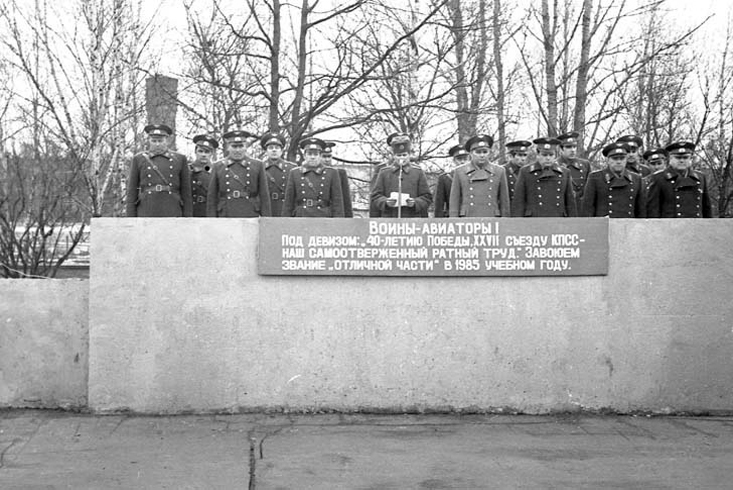 Воины-авиаторы!
Под девизом: „40-летию Победы, XXVII съезду КПСС-
наш самоотверженный ратный труд." Завоюем
звание „отличной части" в 1985 учебном году.